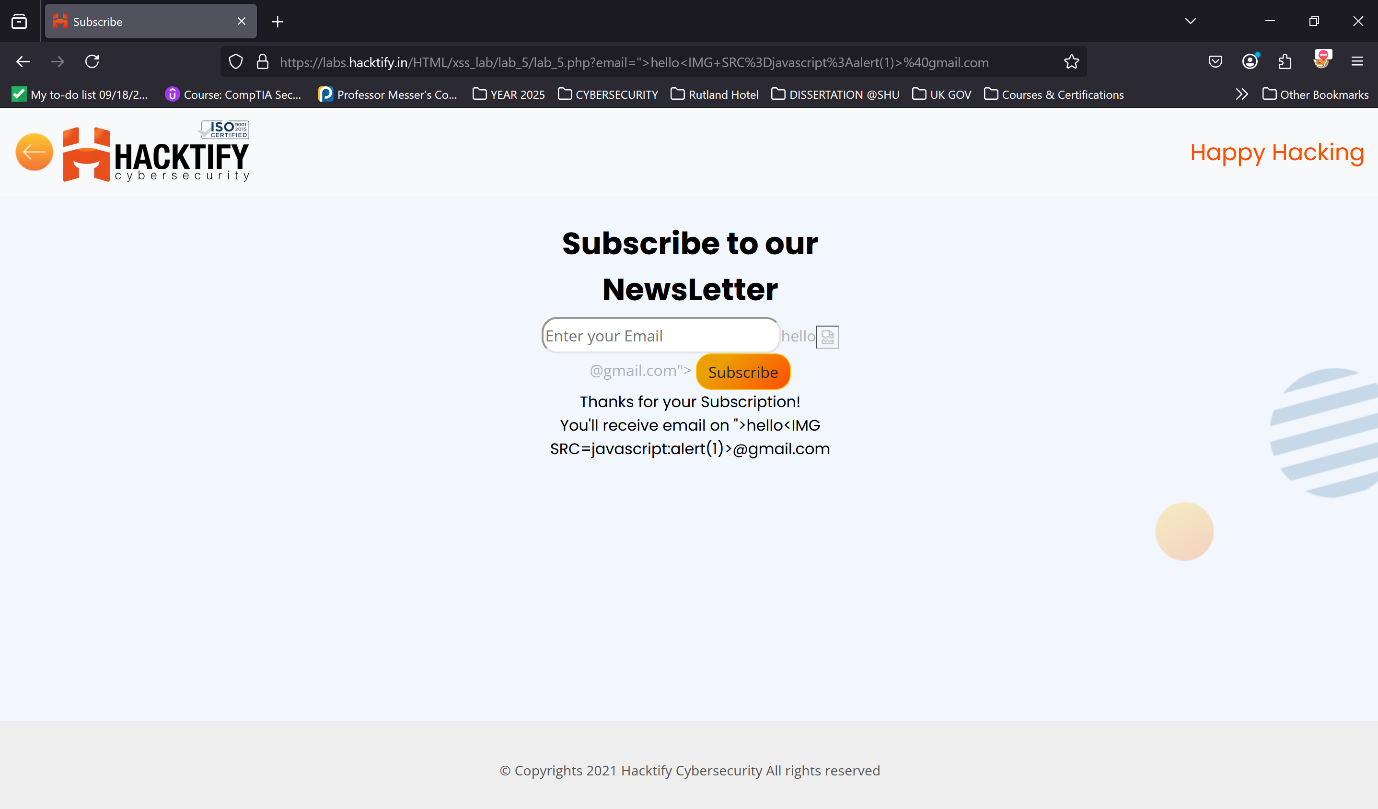 Subscribe
https://labs.hacktify.in/HTML/xss_lab/lab_5/lab_5.php?email=">hello<IMG+SRC%3Djavascript%3Aalert(1)>%40gmail.com
My to-do list 09/18/2... Course: CompTIA Sec... Professor Messer's Co... YEAR 2025 CYBERSECURITY Rutland Hotel DISSERTATION @SHU UK GOV Courses & Certifications Other Bookmarks
ISO 9001 2015
CERTIFIED
HACKTIFY
cybersecurity
Happy Hacking
Subscribe to our
NewsLetter
Enter your Email hello
@gmail.com"> Subscribe
Thanks for your Subscription!
You'll receive email on ">hello<IMG
SRC=javascript:alert(1)>@gmail.com
© Copyrights 2021 Hacktify Cybersecurity All rights reserved